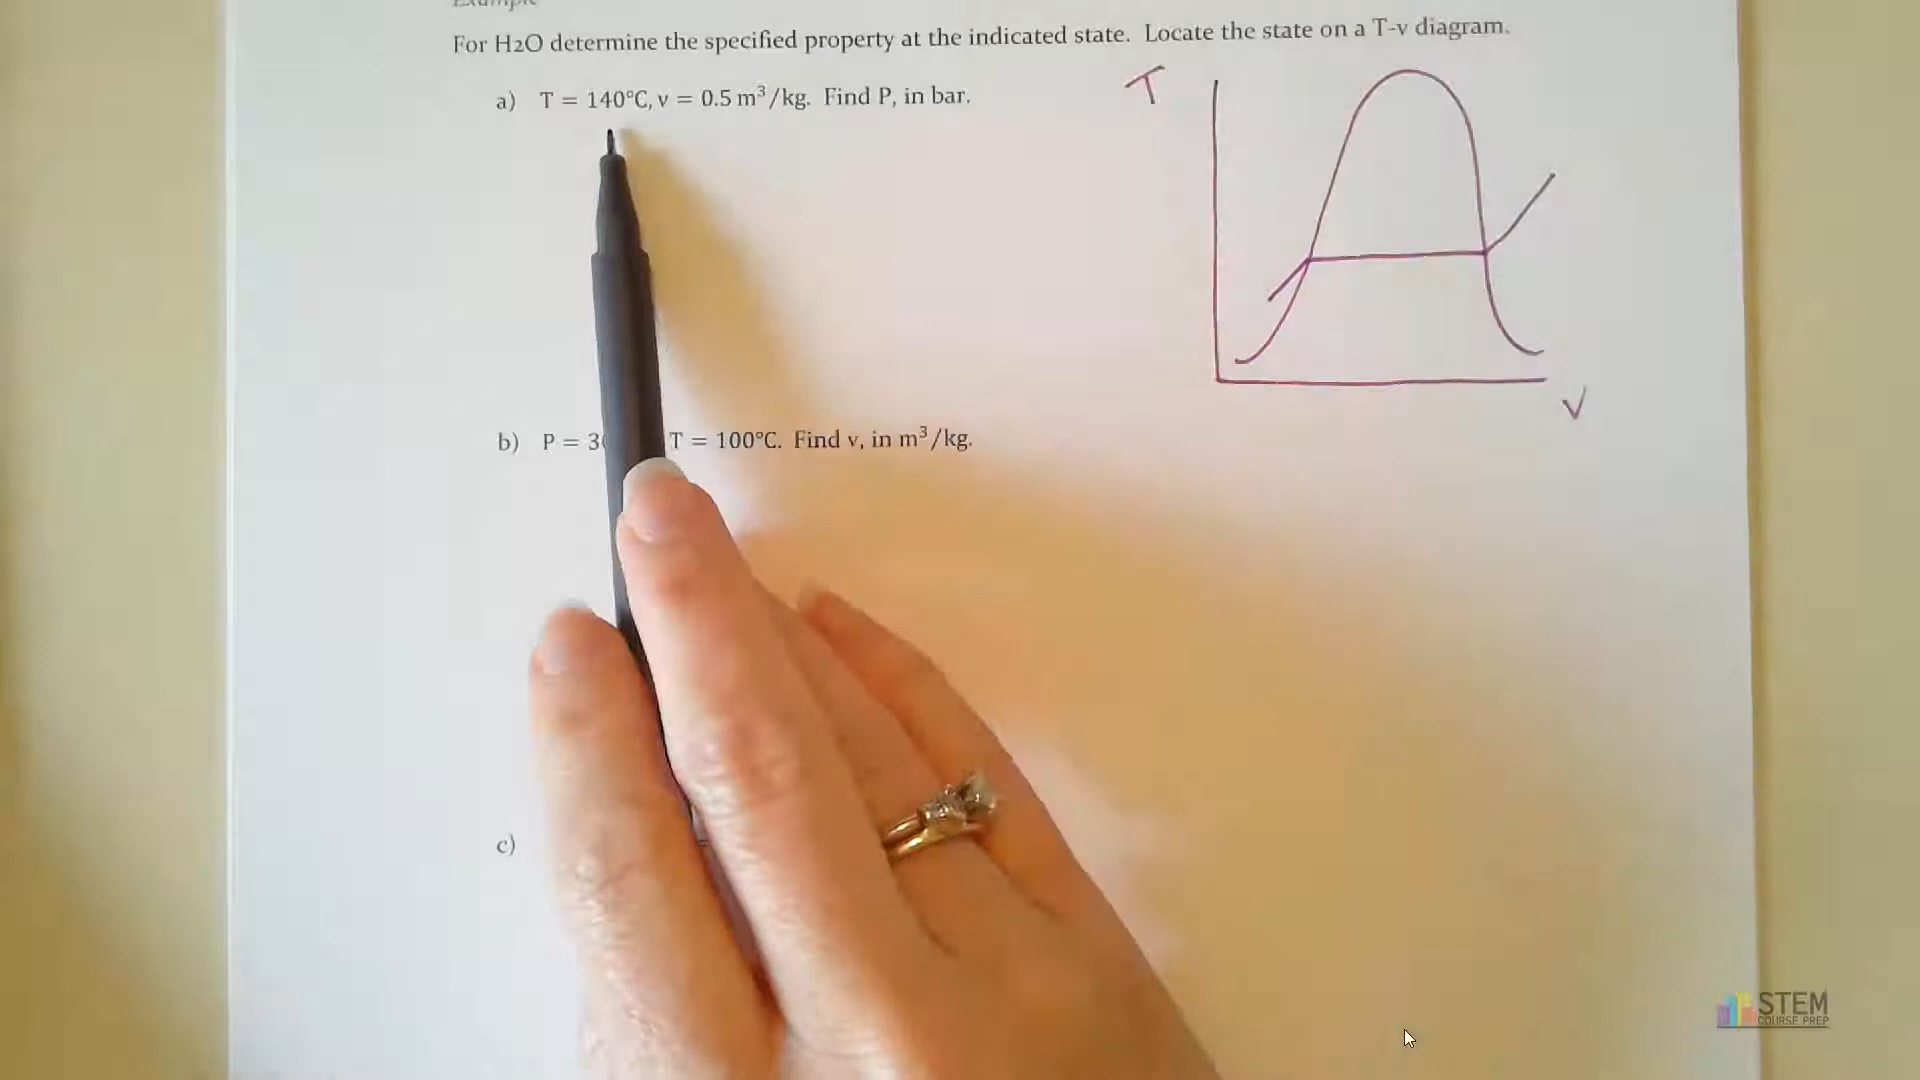 Example
For H2O determine the specified property at the indicated state. Locate the state on a T-v diagram.
a) T = 140°C, v = 0.5 m³/kg. Find P, in bar.
T
v
b) P = 3 T = 100°C. Find v, in m³/kg.
c)
STEM
COURSE PREP